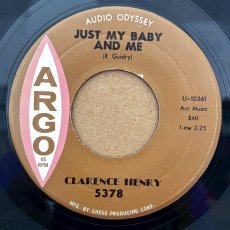 AUDIO ODYSSEY
JUST MY BABY
AND ME
(R. Guidry)
U-10361
Arc Music
BMI
Time 2:25
ARGO
45
RPM
CLARENCE HENRY
5378
MFG. BY CHESS PRODUCING CORP.